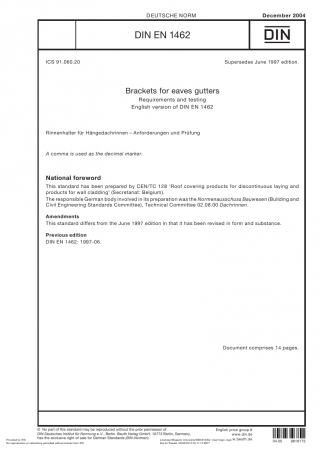 DEUTSCHE NORM
December 2004
DIN EN 1462
DIN
ICS 91.060.20
Supersedes June 1997 edition.
Brackets for eaves gutters
Requirements and testing
English version of DIN EN 1462
Rinnenhalter für Hängedachrinnen – Anforderungen und Prüfung
A comma is used as the decimal marker.
National foreword
This standard has been prepared by CEN/TC 128 'Roof covering products for discontinuous laying and
products for wall cladding' (Secretariat: Belgium).
The responsible German body involved in its preparation was the Normenausschuss Bauwesen (Building and
Civil Engineering Standards Committee), Technical Committee 02.08.00 Dachrinnen.
Amendments
This standard differs from the June 1997 edition in that it has been revised in form and substance.
Previous edition
DIN EN 1462: 1997-06.
Document comprises 14 pages.
© No part of this standard may be reproduced without the prior permission of
DIN Deutsches Institut für Normung e.V., Berlin. Beuth Verlag GmbH, 10772 Berlin, Germany,
has the exclusive right of sale for German Standards (DIN-Normen).
English price group 9
www.din.de
www.beuth.de